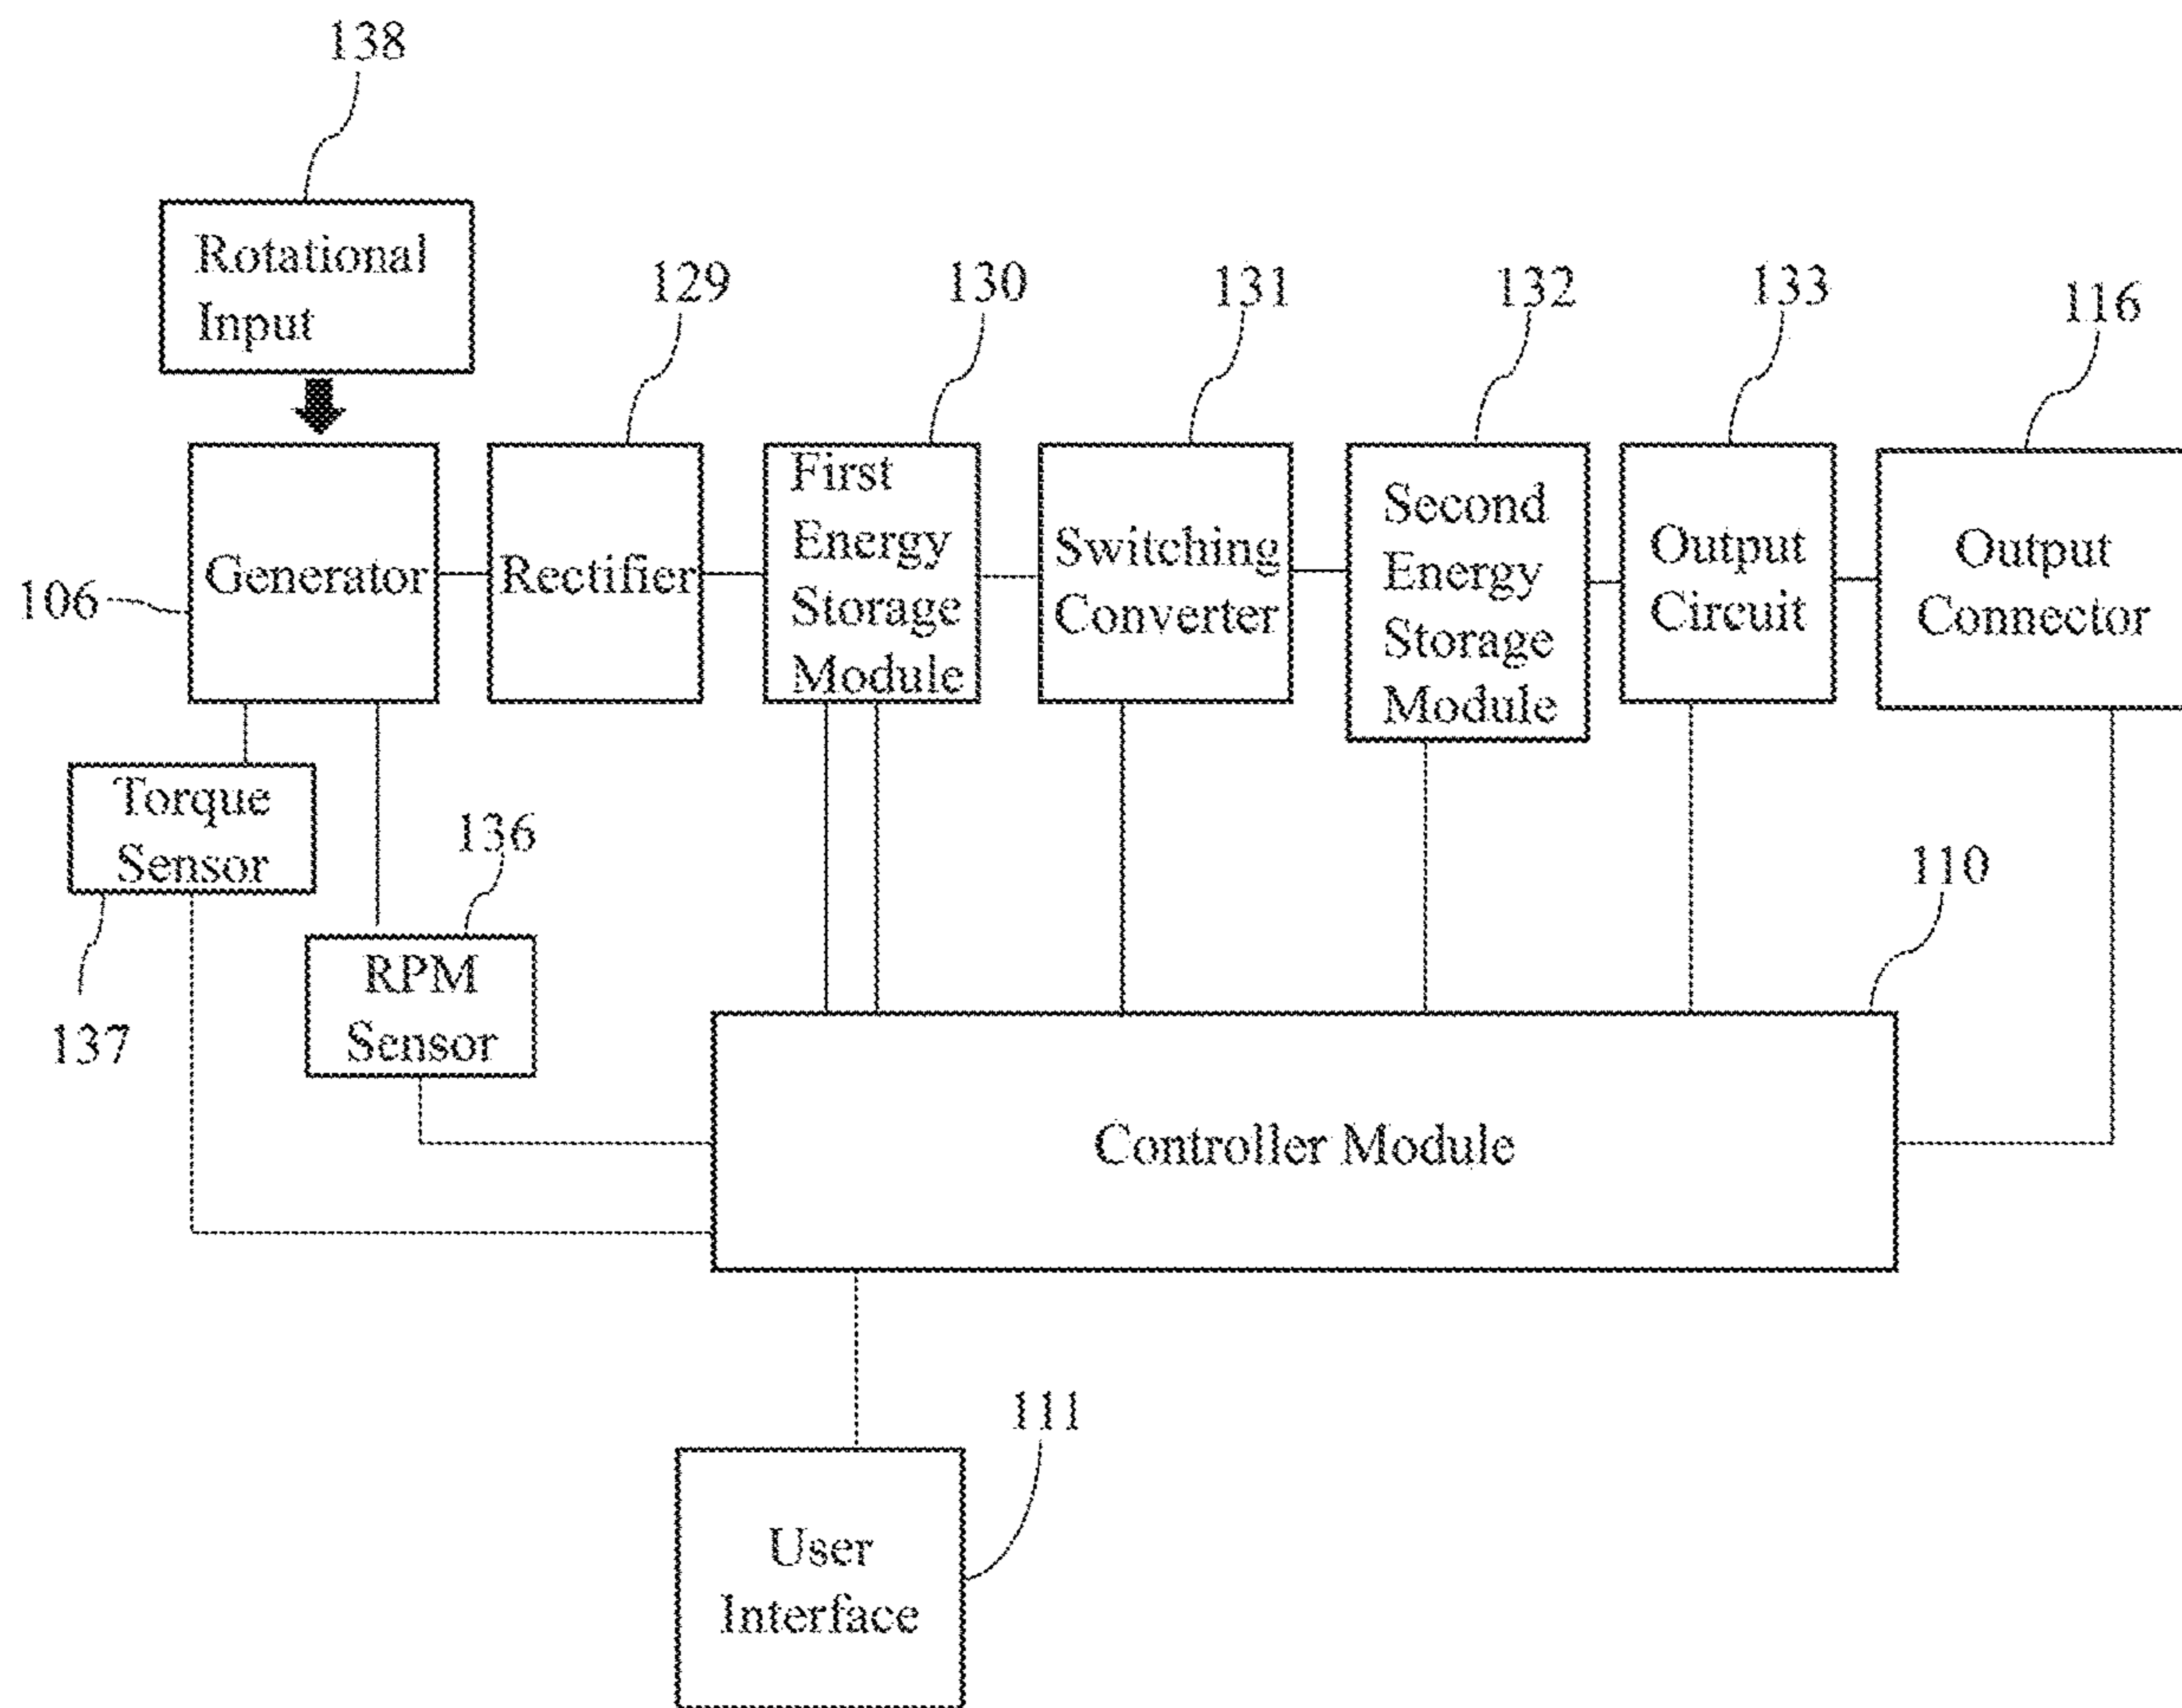 138
Rotational
Input
129
130
131
132
133
116
Generator
Rectifier
First
Energy
Storage
Module
Switching
Converter
Second
Energy
Storage
Module
Output
Circuit
Output
Connector
106
Torque
Sensor
137
136
RPM
Sensor
110
Controller Module
111
User
Interface